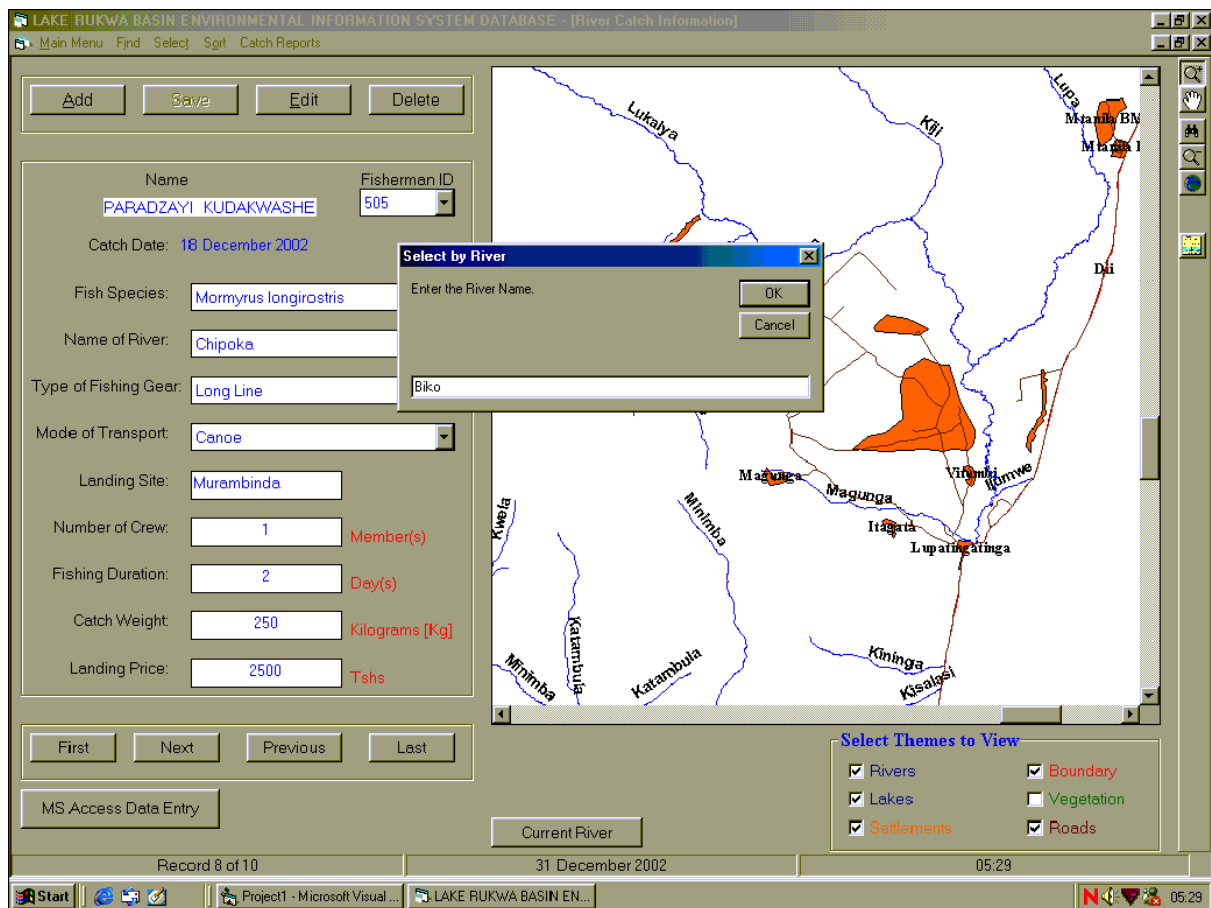 LAKE RUKWA BASIN ENVIRONMENTAL INFORMATION SYSTEM DATABASE - [River Catch Information]
Main Menu Find Select Sort Catch Reports
Add Save Edit Delete
Name Fisherman ID
PARADZAYI KUDAKWASHE 505
Catch Date: 18 December 2002
Fish Species: Mormyrus longirostris
Name of River: Chipoka
Type of Fishing Gear: Long Line
Mode of Transport: Canoe
Landing Site: Murambinda
Number of Crew: 1 Member(s)
Fishing Duration: 2 Day(s)
Catch Weight: 250 Kilograms [Kg]
Landing Price: 2500 Tshs
First Next Previous Last
MS Access Data Entry
Select by River
Enter the River Name.
OK
Cancel
Biko
Lukalya
Kiji
Lupa
Mtanila
Mtanila
Magunga
Magunga
Itagata
Lupatingatinga
Kwela
Minimba
Minimba
Katambula
Katambula
Kininga
Kisalasi
Current River
Select Themes to View
Rivers Boundary
Lakes Vegetation
Settlements Roads
Record 8 of 10 31 December 2002 05:29
Start Project1 - Microsoft Visual ... LAKE RUKWA BASIN EN... N 05:29